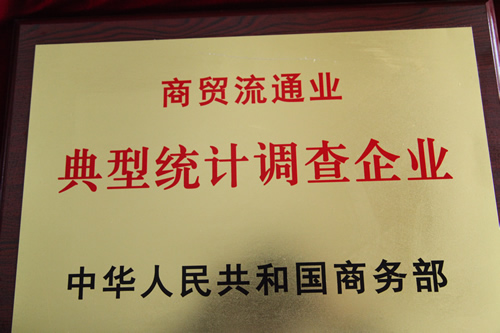 商贸流通业
典型统计调查企业
中华人民共和国商务部